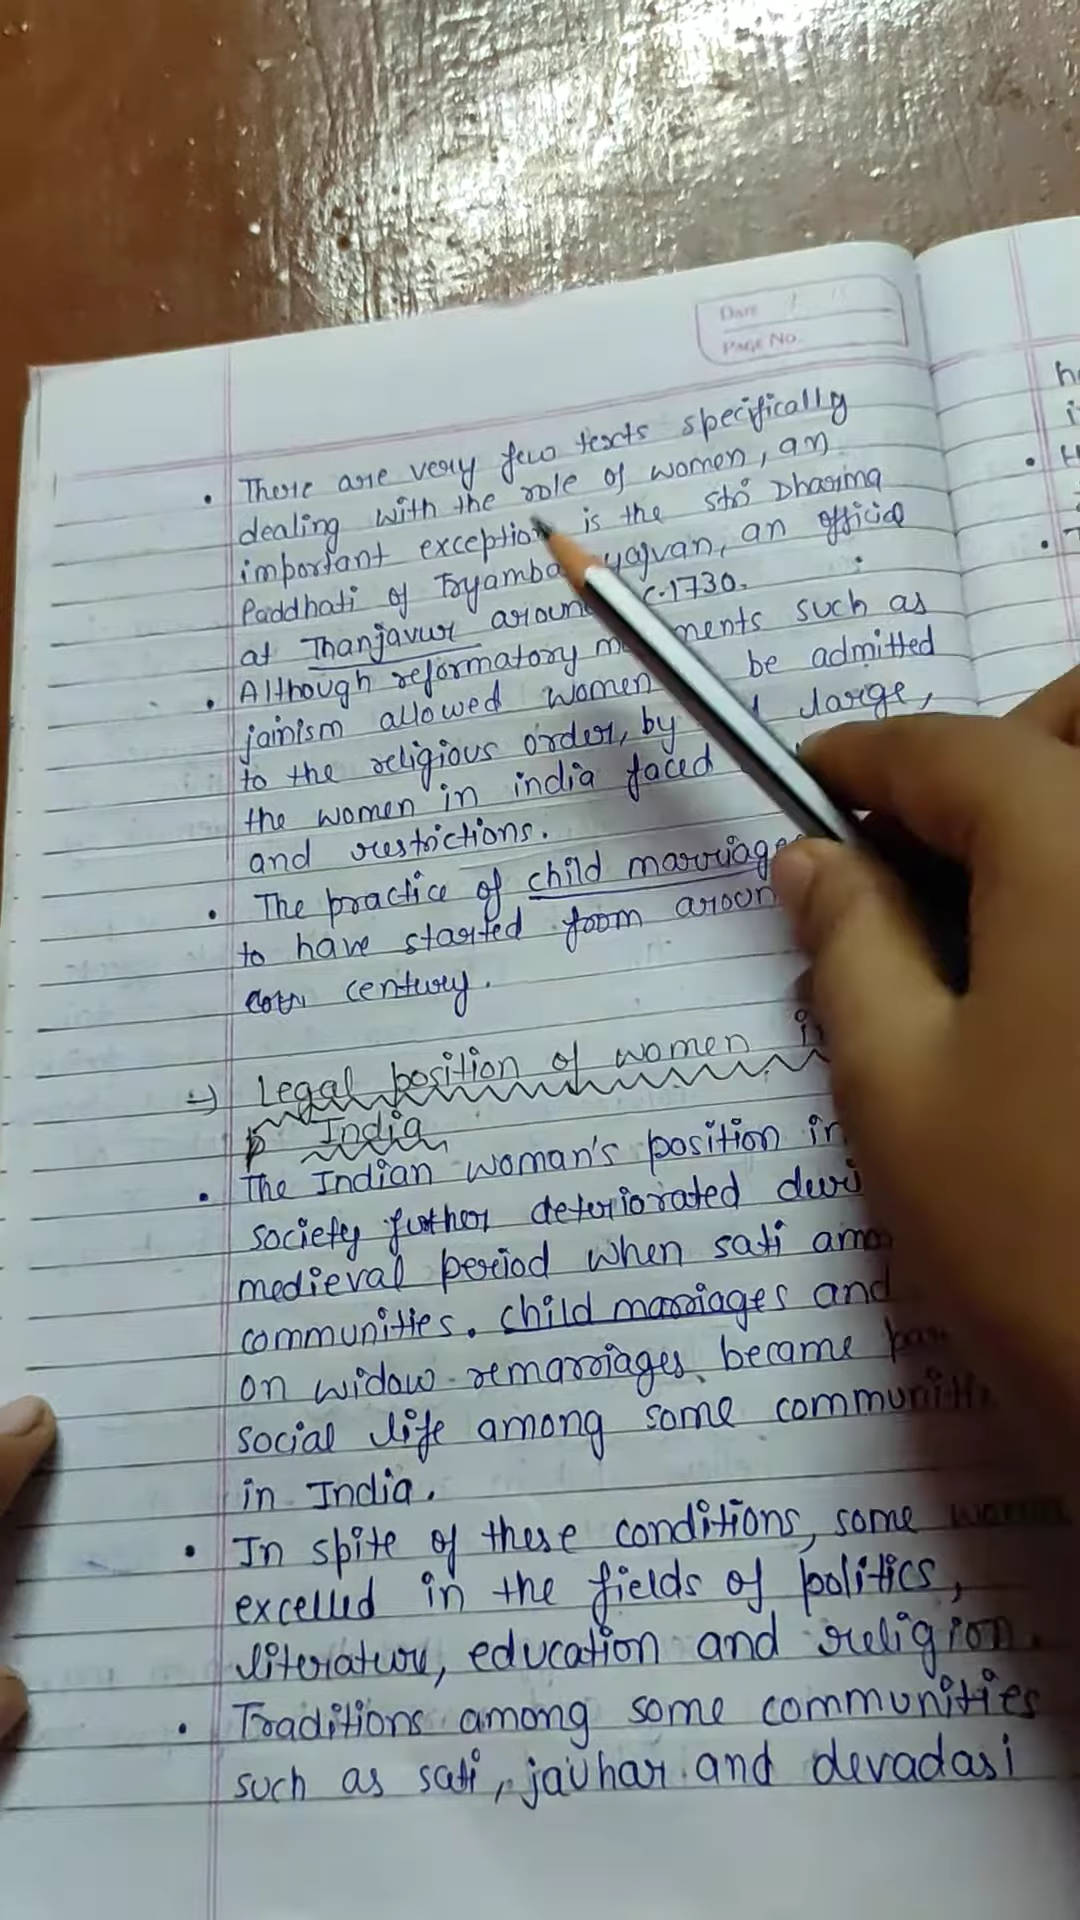 Date
PAGE NO.
• There are very few texts specifically
dealing with the role of women, an
important exception is the stri Dharma
Paddhati of Tryamba yajvan, an official
at Thanjavur aroun c.1730.
• Although reformatory m ments such as
jainism allowed women be admitted
to the religious order, by large,
the women in india faced
and restrictions.
• The practice of child marriage
to have started from aroun
century.
→ Legal position of women i
India
• The Indian woman's position in
society further deteriorated duri
medieval period when sati amo
communities. child marriages and
on widow remarriages became pa
social life among some communiti
in India.
• In spite of these conditions, some women
excelled in the fields of politics,
literature, education and religion.
• Traditions among some communities
such as sati, jauhar and devadasi